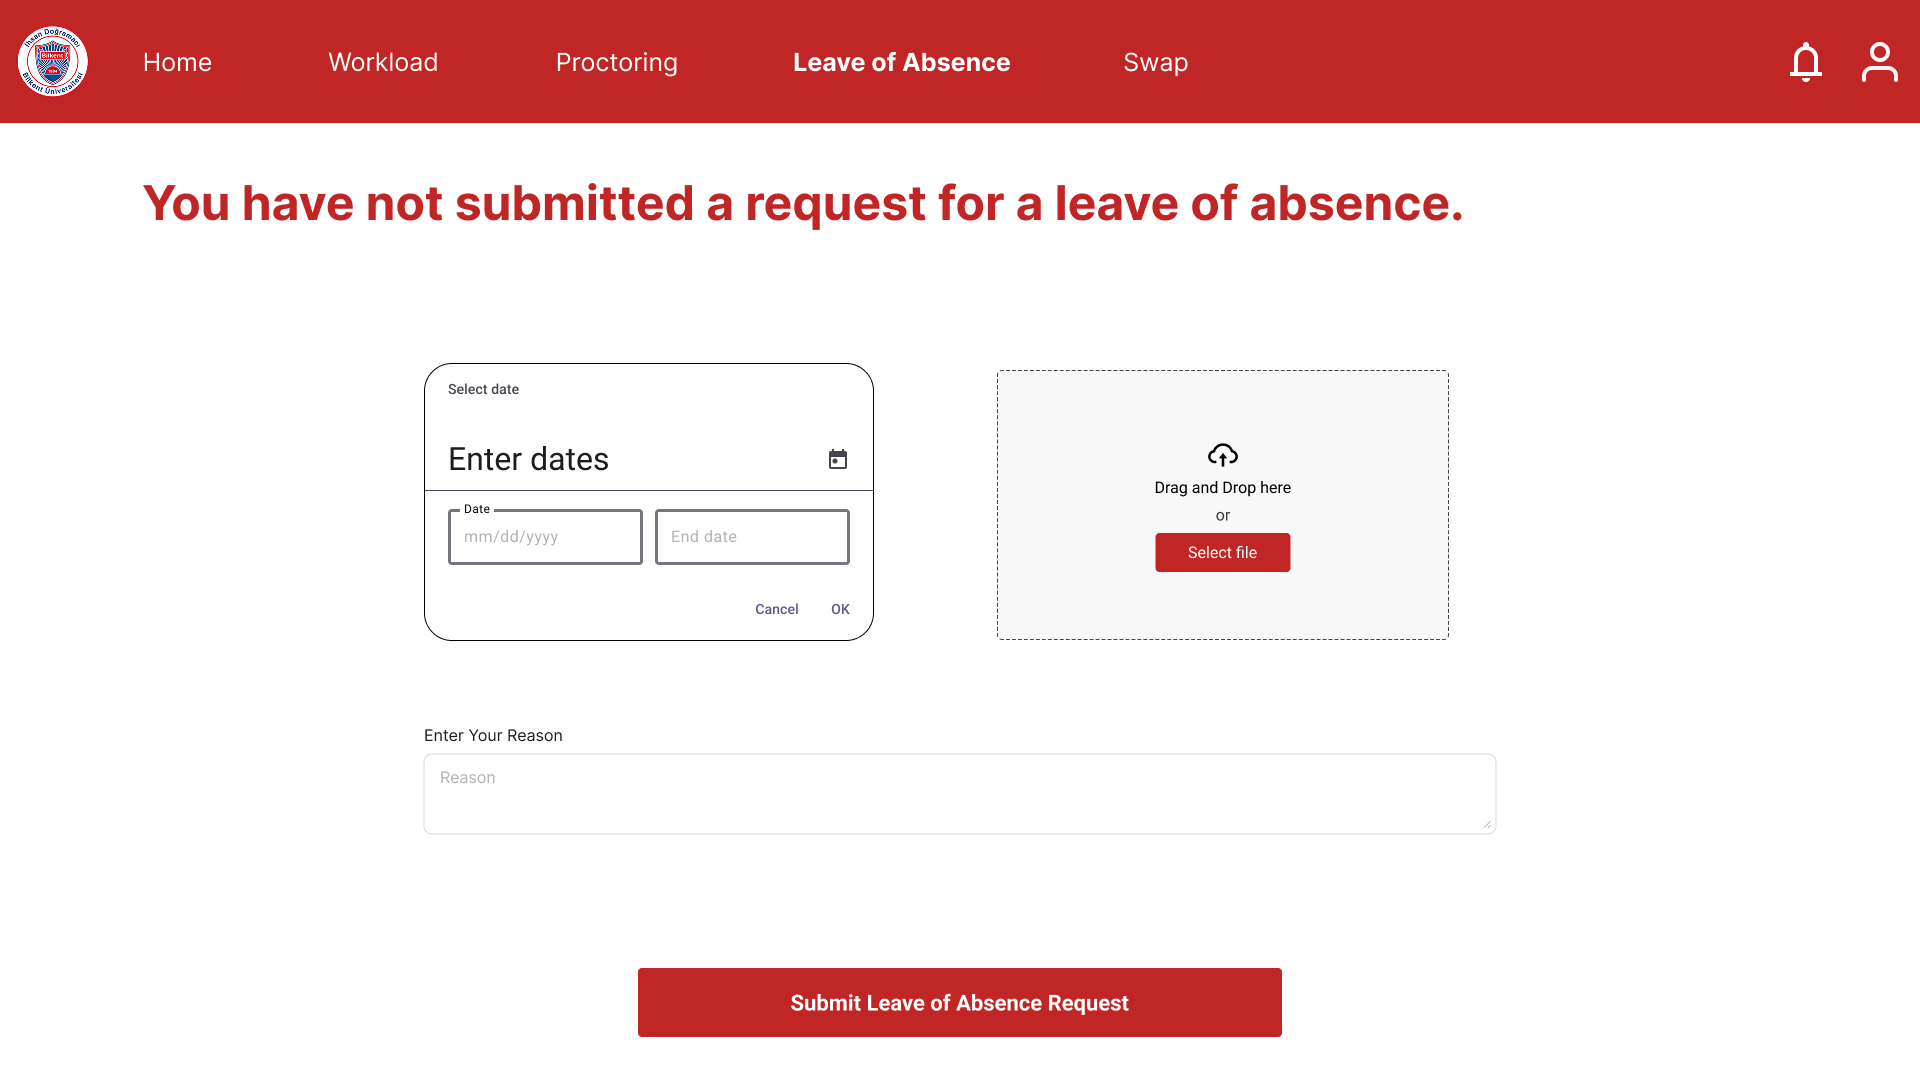 İhsan Doğramacı
Bilkent
1984
Bilkent Üniversitesi
Home
Workload
Proctoring
Leave of Absence
Swap
You have not submitted a request for a leave of absence.
Select date
Enter dates
Date
mm/dd/yyyy
End date
Cancel
OK
Drag and Drop here
or
Select file
Enter Your Reason
Reason
Submit Leave of Absence Request